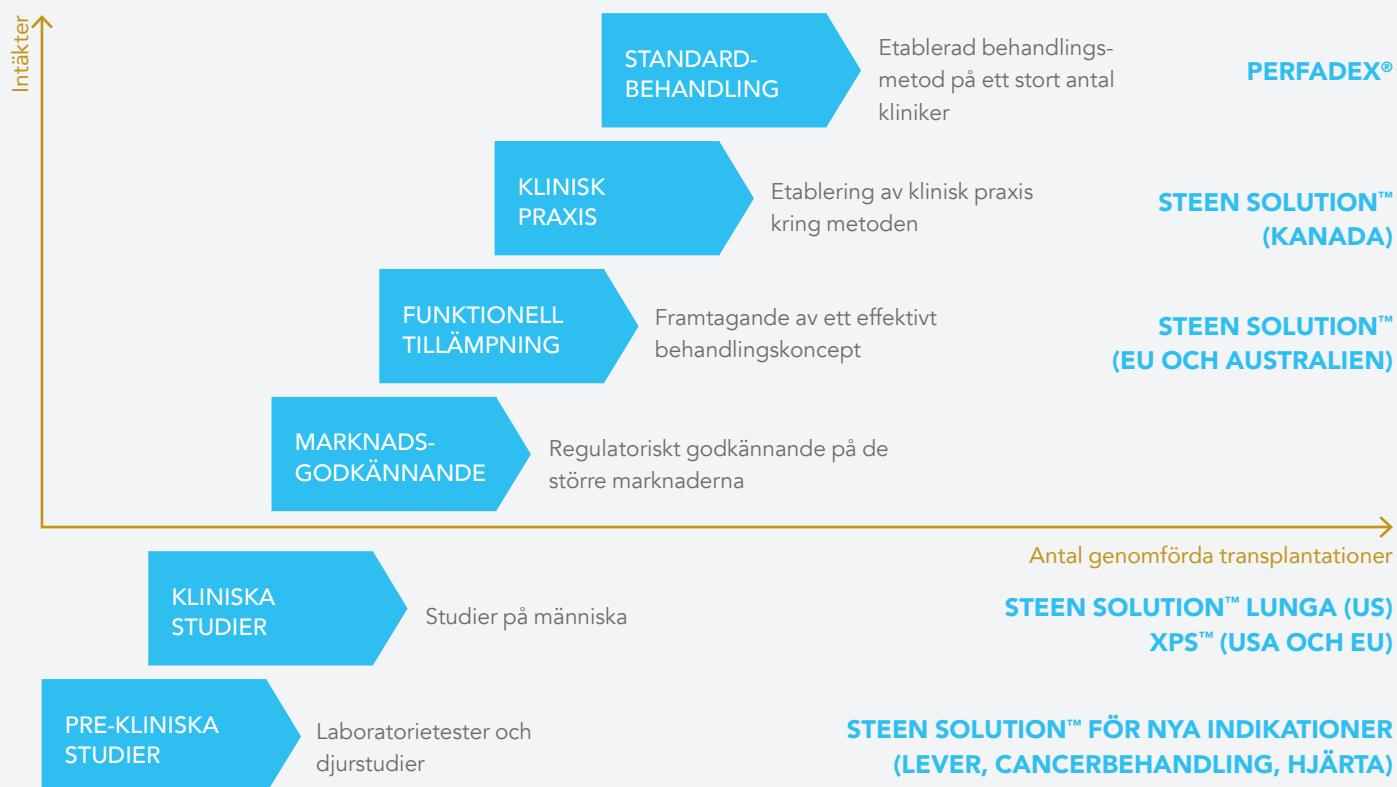 Intäkter
STANDARD-
BEHANDLING
Etablerad behandlings-
metod på ett stort antal
kliniker
PERFADEX®
KLINISK
PRAXIS
Etablering av klinisk praxis
kring metoden
STEEN SOLUTION™
(KANADA)
FUNKTIONELL
TILLÄMPNING
Framtagande av ett effektivt
behandlingskoncept
STEEN SOLUTION™
(EU OCH AUSTRALIEN)
MARKNADS-
GODKÄNNANDE
Regulatoriskt godkännande på de
större marknaderna
Antal genomförda transplantationer
KLINISKA
STUDIER
Studier på människa
STEEN SOLUTION™ LUNGA (US)
XPS™ (USA OCH EU)
PRE-KLINISKA
STUDIER
Laboratorietester och
djurstudier
STEEN SOLUTION™ FÖR NYA INDIKATIONER
(LEVER, CANCERBEHANDLING, HJÄRTA)